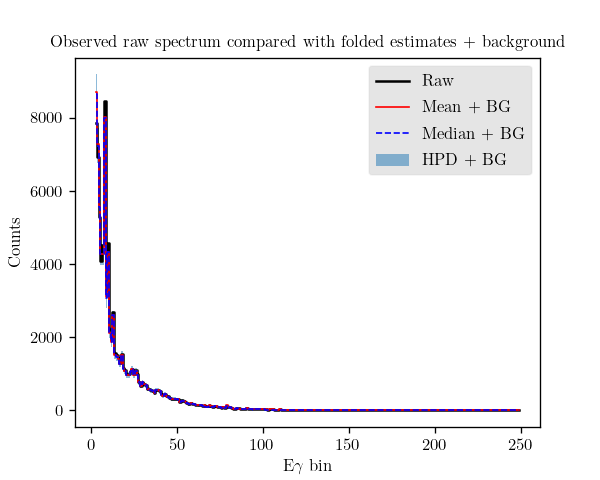 Observed raw spectrum compared with folded estimates + background
Raw
Mean + BG
Median + BG
HPD + BG
Counts
8000
6000
4000
2000
0
0 50 100 150 200 250
Eγ bin